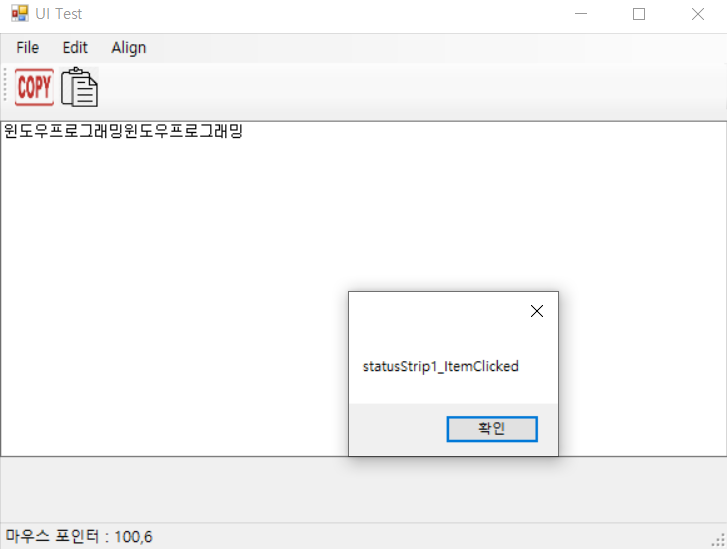 UI Test
File Edit Align
COPY
윈도우프로그래밍윈도우프로그래밍
statusStrip1_ItemClicked
확인
마우스 포인터 : 100,6